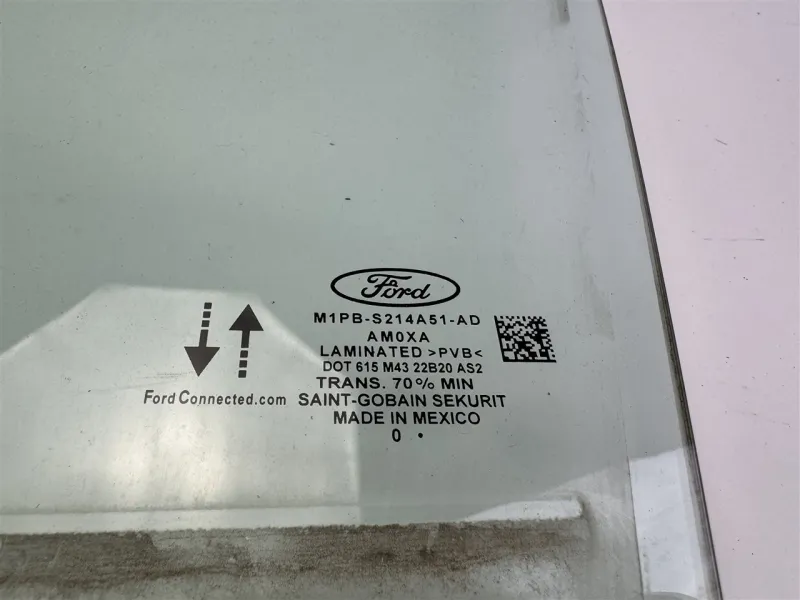 Ford
M1PB-S214A51-AD
AM0XA
LAMINATED >PVB<
DOT 615 M43 22B20 AS2
TRANS. 70% MIN
FordConnected.com
SAINT-GOBAIN SEKURIT
MADE IN MEXICO
0 .